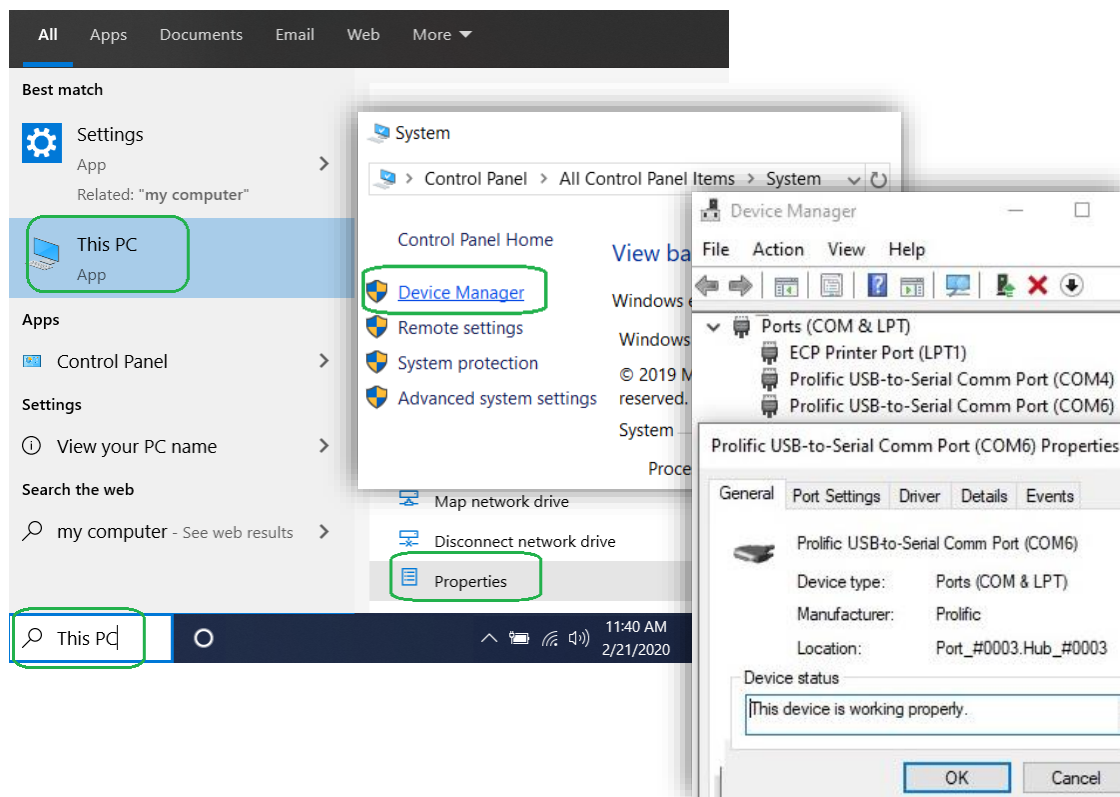 All Apps Documents Email Web More
Best match
Settings
App
Related: "my computer"
This PC
App
Apps
Control Panel
Settings
View your PC name
Search the web
my computer - See web results
This PC
System
Control Panel > All Control Panel Items > System
Control Panel Home
Device Manager
Remote settings
System protection
Advanced system settings
View ba
Windows e
Windows
© 2019 M
reserved.
System
Proce
Map network drive
Disconnect network drive
Properties
11:40 AM
2/21/2020
Device Manager
File Action View Help
Ports (COM & LPT)
ECP Printer Port (LPT1)
Prolific USB-to-Serial Comm Port (COM4)
Prolific USB-to-Serial Comm Port (COM6)
Prolific USB-to-Serial Comm Port (COM6) Properties
General Port Settings Driver Details Events
Prolific USB-to-Serial Comm Port (COM6)
Device type: Ports (COM & LPT)
Manufacturer: Prolific
Location: Port_#0003.Hub_#0003
Device status
This device is working properly.
OK Cancel